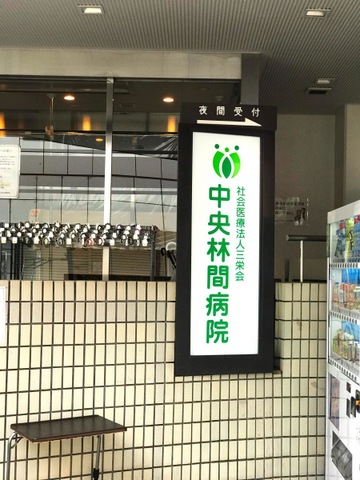 夜間受付
社会医療法人三栄会
中央林間病院